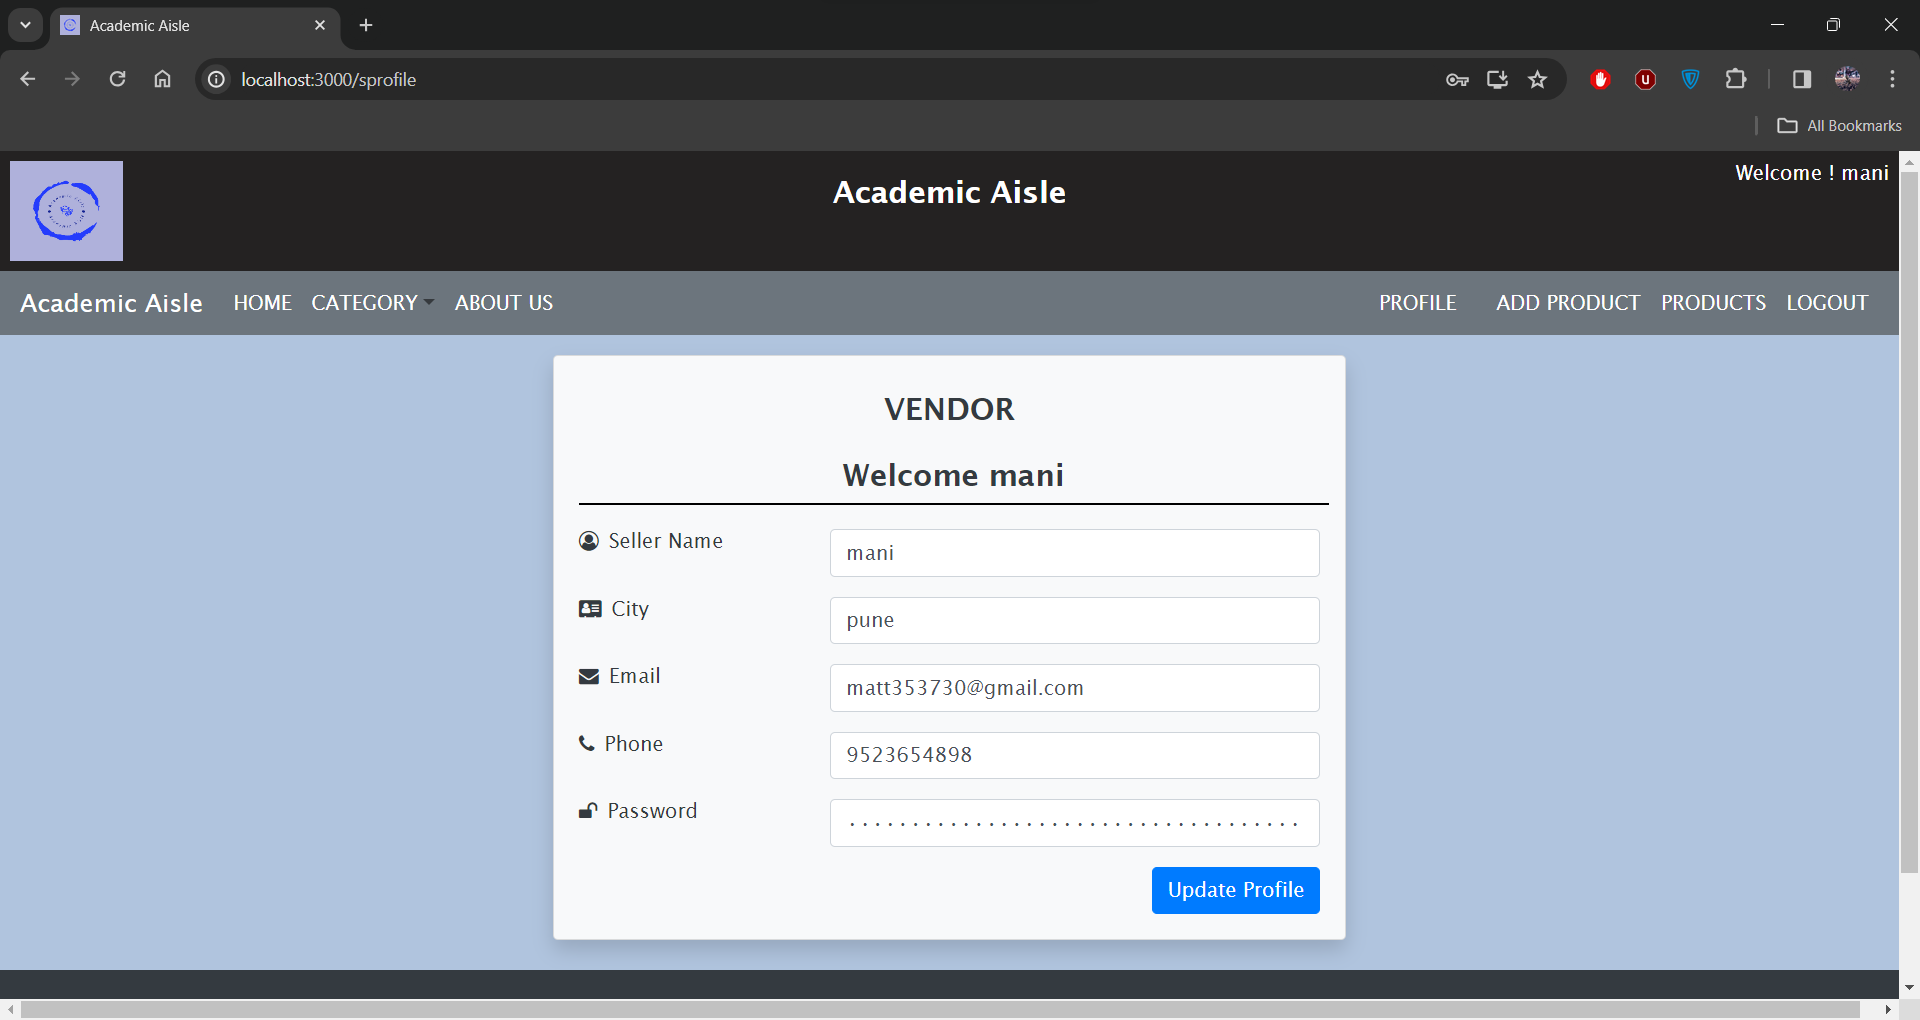 Academic Aisle
localhost:3000/sprofile
All Bookmarks
Academic Aisle
Welcome ! mani
Academic Aisle HOME CATEGORY ABOUT US PROFILE ADD PRODUCT PRODUCTS LOGOUT
VENDOR
Welcome mani
Seller Name mani
City pune
Email matt353730@gmail.com
Phone 9523654898
Password
Update Profile